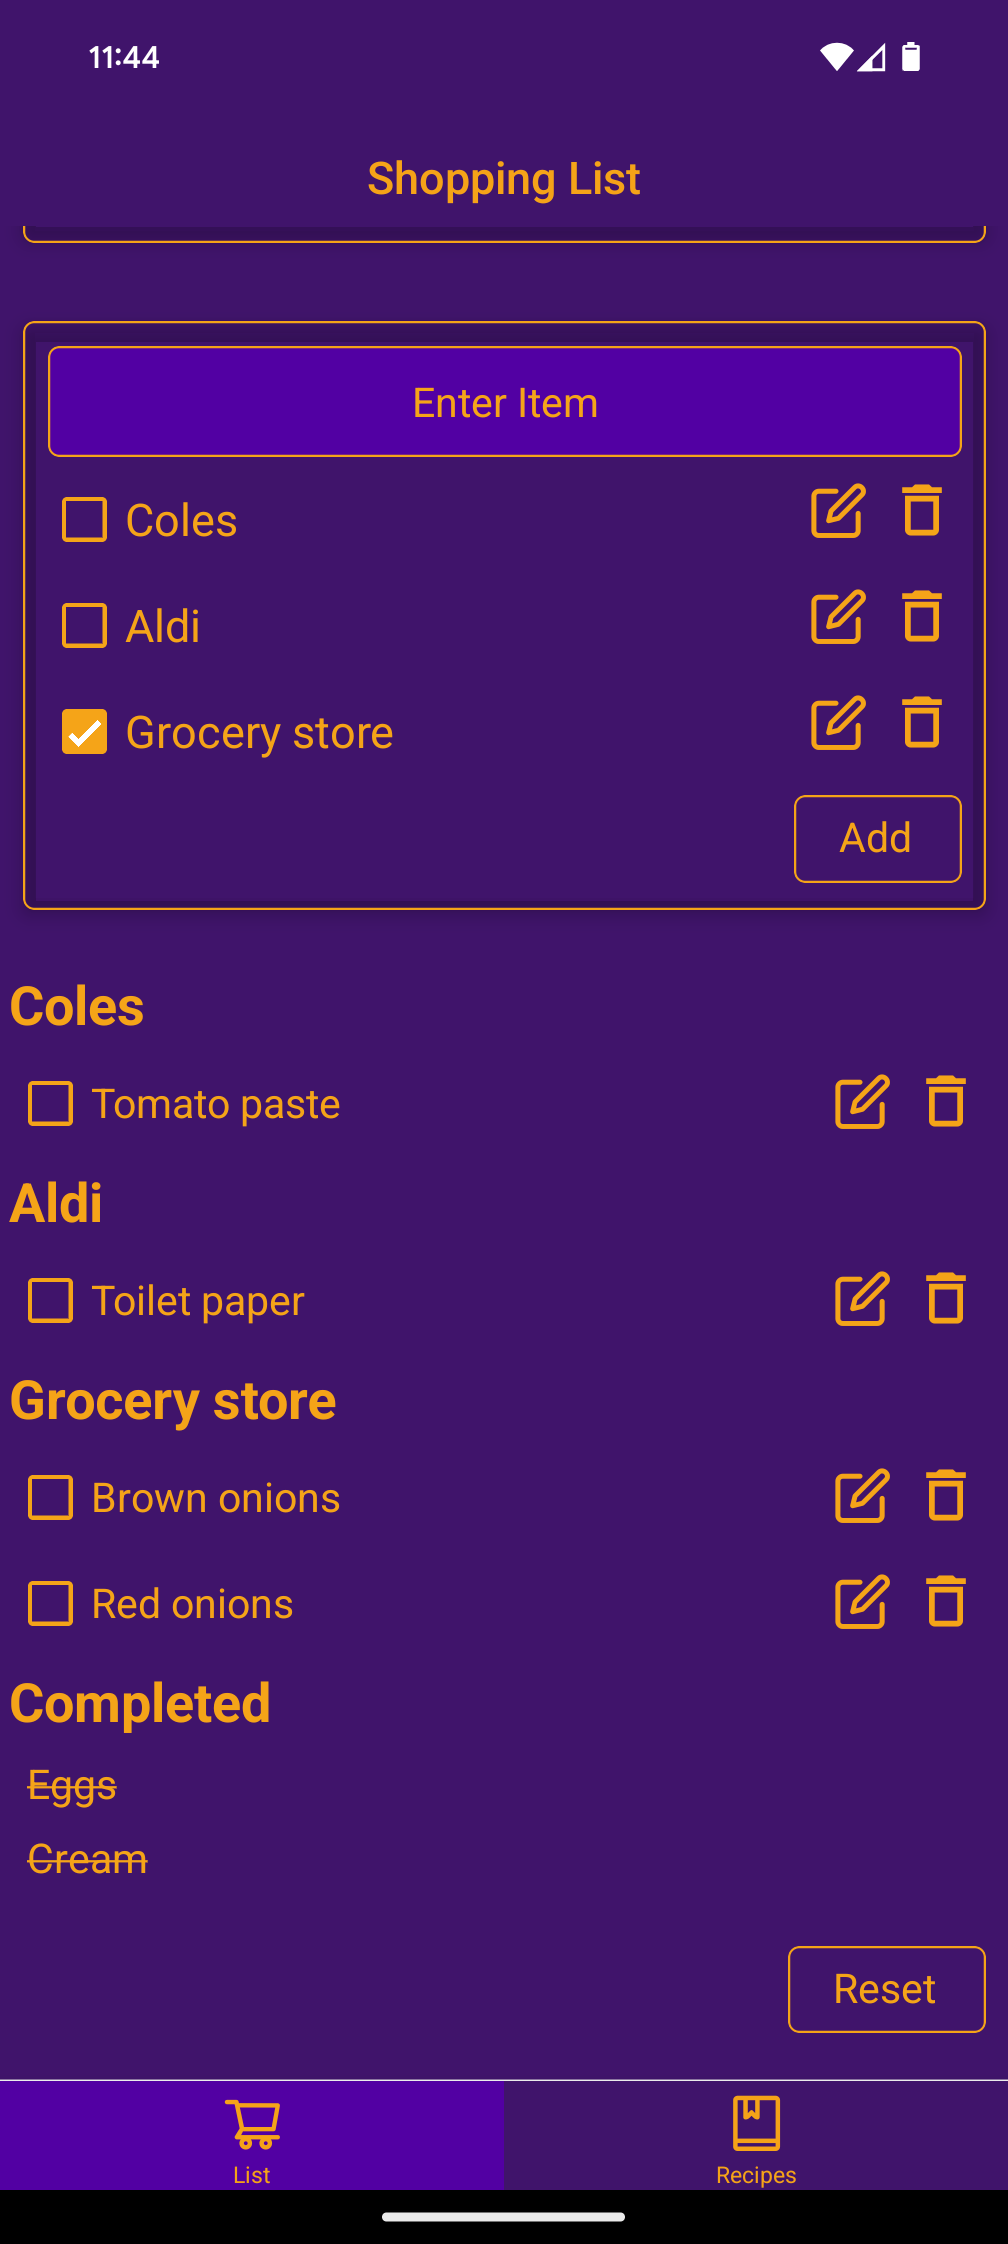 11:44
Shopping List
Enter Item
Coles
Aldi
Grocery store
Add
Coles
Tomato paste
Aldi
Toilet paper
Grocery store
Brown onions
Red onions
Completed
Eggs
Cream
Reset
List
Recipes